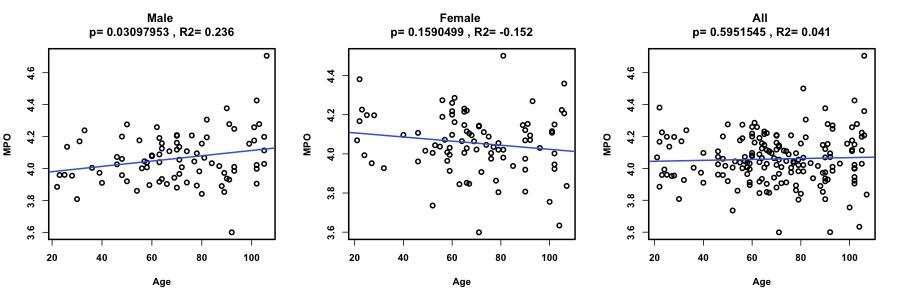 Male
p= 0.03097953 , R2= 0.236
MPO
4.6
4.4
4.2
4.0
3.8
3.6
20 40 60 80 100
Age
Female
p= 0.1590499 , R2= -0.152
MPO
4.4
4.2
4.0
3.8
3.6
20 40 60 80 100
Age
All
p= 0.5951545 , R2= 0.041
MPO
4.6
4.4
4.2
4.0
3.8
3.6
20 40 60 80 100
Age